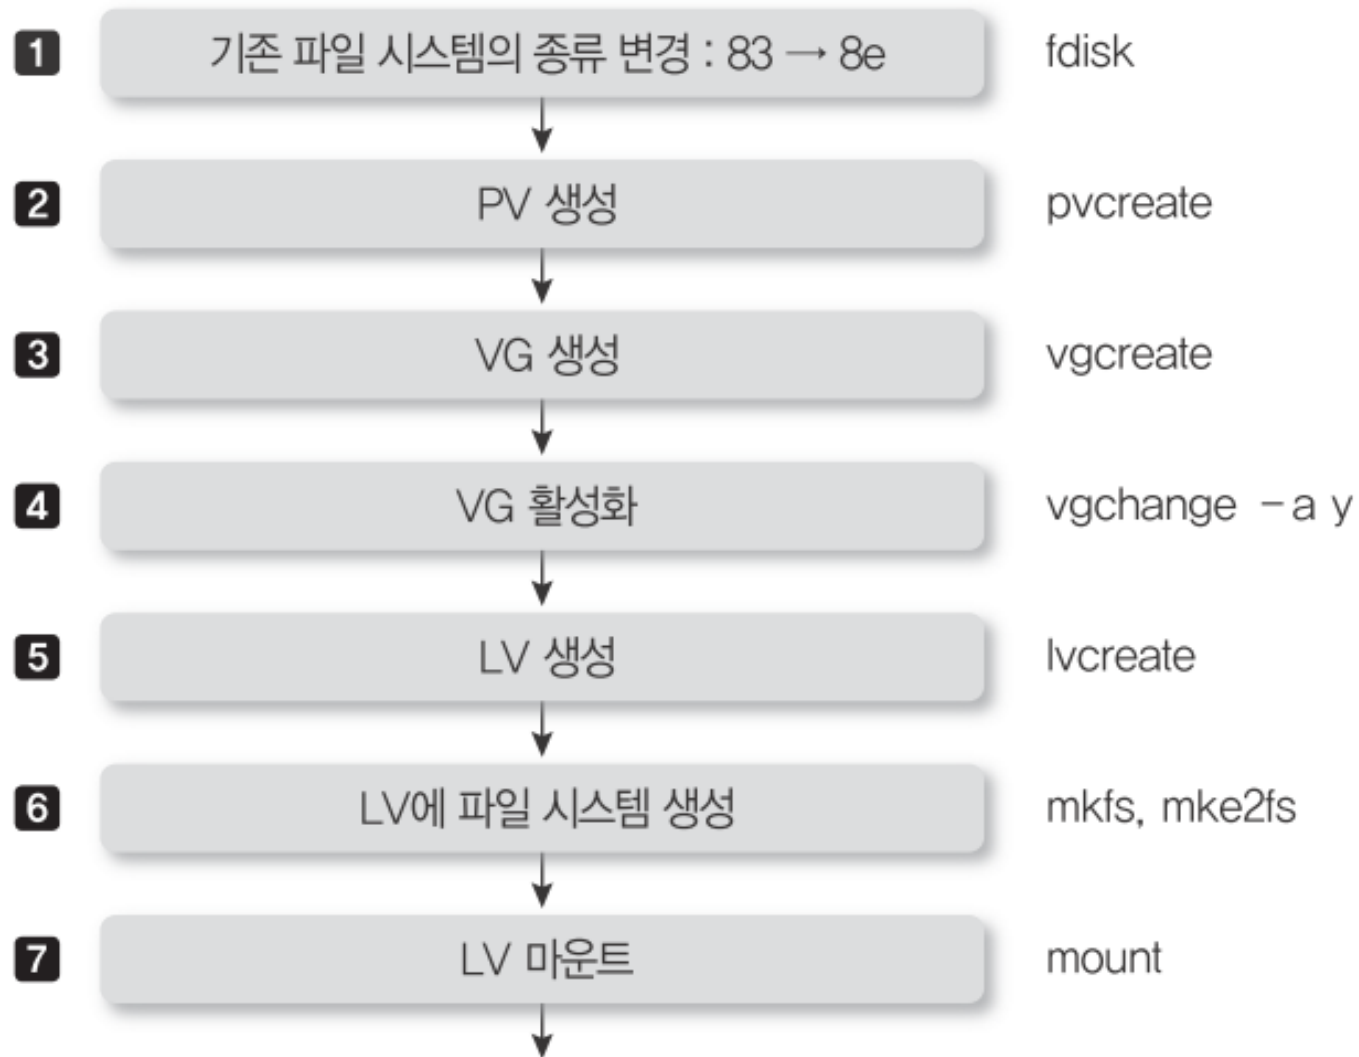 1 기존 파일 시스템의 종류 변경 : 83 → 8e fdisk
2 PV 생성 pvcreate
3 VG 생성 vgcreate
4 VG 활성화 vgchange -a y
5 LV 생성 lvcreate
6 LV에 파일 시스템 생성 mkfs, mke2fs
7 LV 마운트 mount